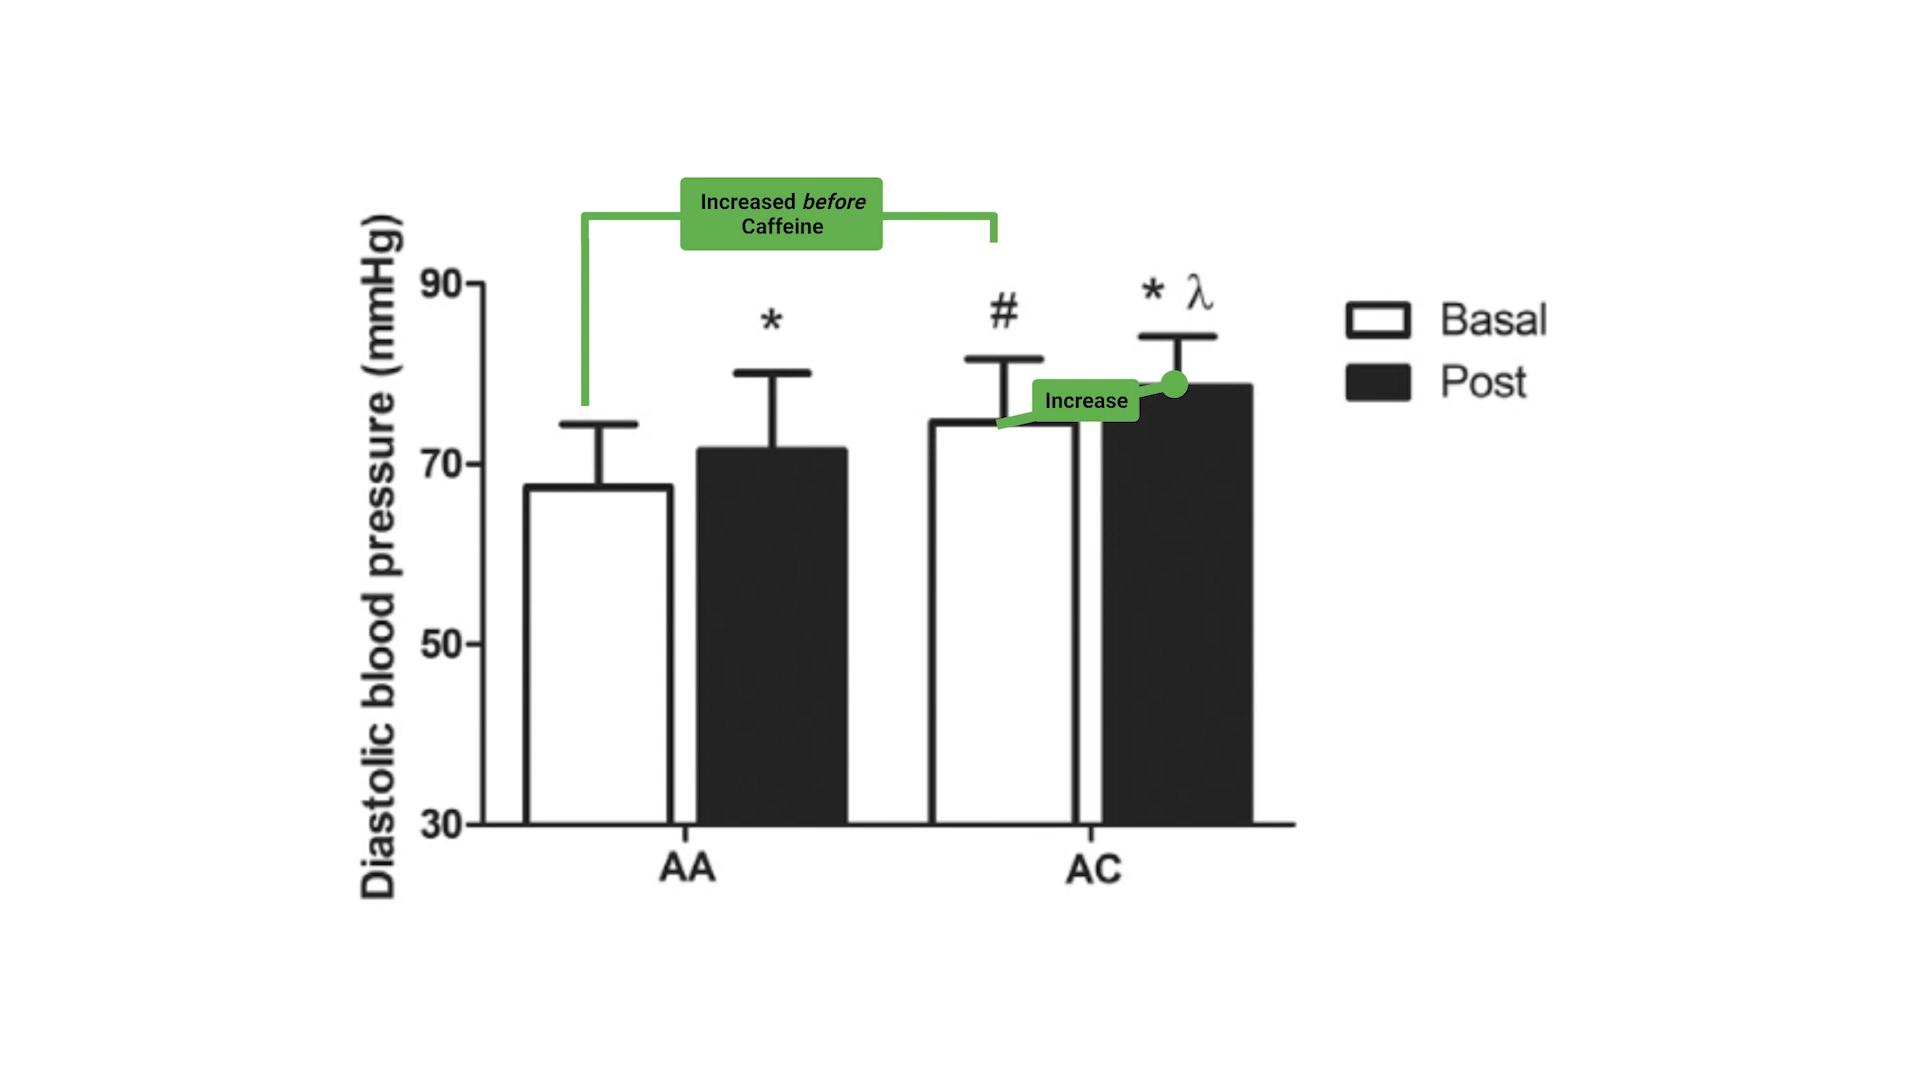 Increased before
Caffeine
Diastolic blood pressure (mmHg)
90
70
50
30
*
#
* λ
Increase
Basal
Post
AA
AC